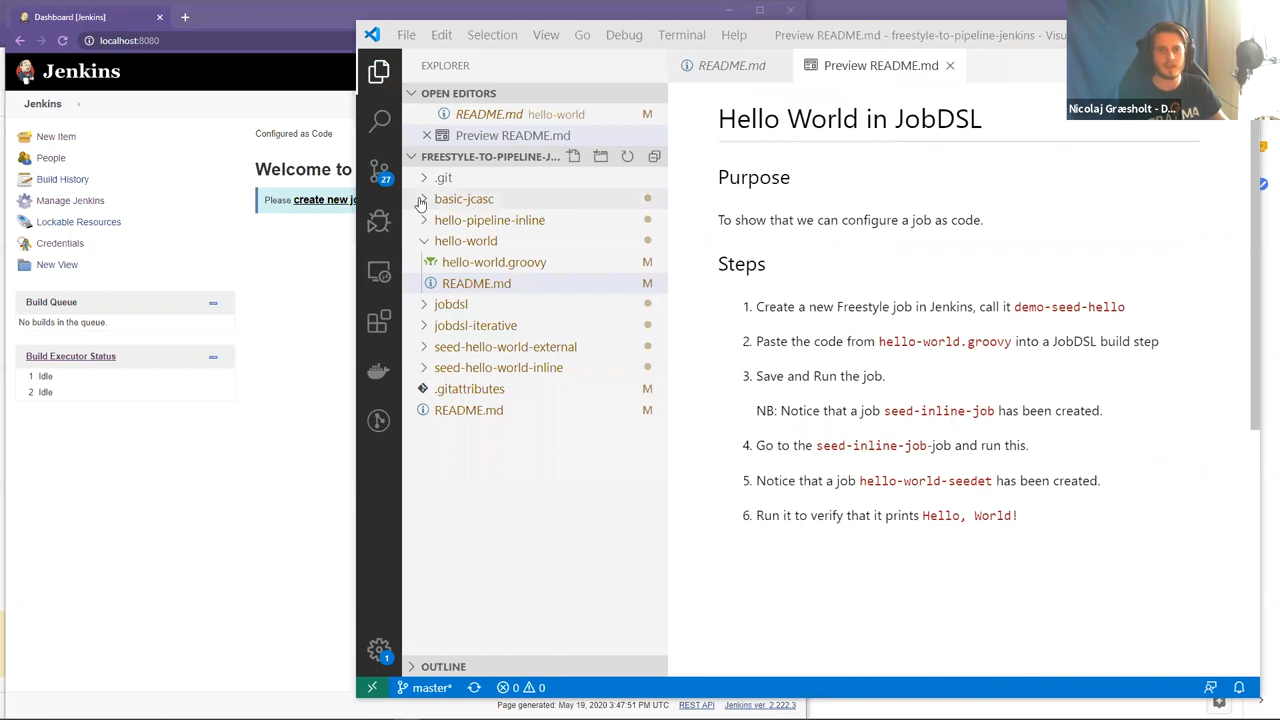 Dashboard [Jenkins]
localhost:8080
Jenkins
Jenkins
New Item
People
Build History
Manage Jenkins
Lockable Resources
Credentials
New View
Build Queue
No builds in the queue.
Build Executor Status
1 Idle
2 Idle
Configured as Code
Welcome to
Please create new jo
File Edit Selection View Go Debug Terminal Help
Preview README.md - freestyle-to-pipeline-jenkins - Visu
EXPLORER
OPEN EDITORS
README.md hello-world M
Preview README.md
FREESTYLE-TO-PIPELINE-J...
.git
basic-jcasc
hello-pipeline-inline
hello-world
hello-world.groovy M
README.md M
jobdsl
jobdsl-iterative
seed-hello-world-external
seed-hello-world-inline
.gitattributes M
README.md M
OUTLINE
27
1
README.md
Preview README.md
Hello World in JobDSL
Purpose
To show that we can configure a job as code.
Steps
1. Create a new Freestyle job in Jenkins, call it demo-seed-hello
2. Paste the code from hello-world.groovy into a JobDSL build step
3. Save and Run the job.
NB: Notice that a job seed-inline-job has been created.
4. Go to the seed-inline-job-job and run this.
5. Notice that a job hello-world-seedet has been created.
6. Run it to verify that it prints Hello, World!
Nicolaj Græsholt - D...
master*
0 0
Page generated: May 19, 2020 3:47:51 PM UTC REST API Jenkins ver. 2.222.3